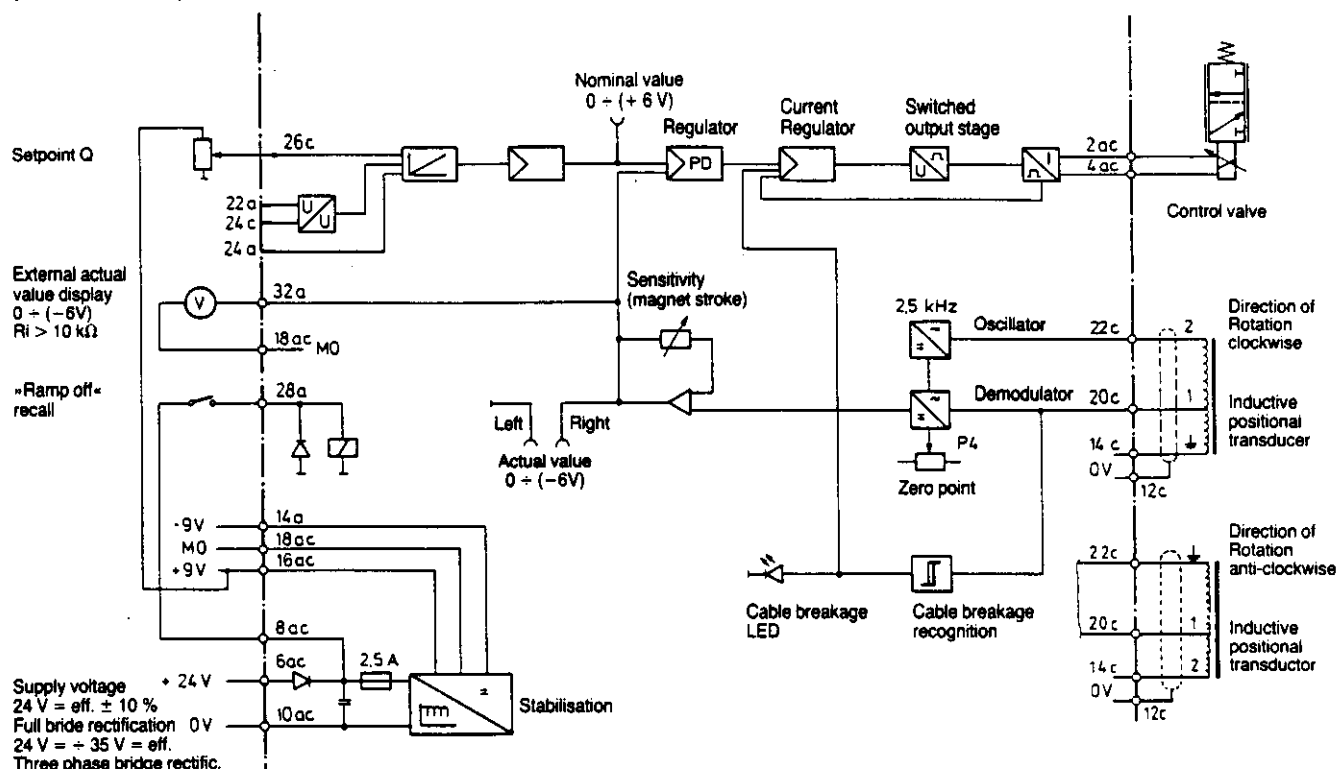 Setpoint Q
26c
22a
24c
24a
U
U
Nominal value
0 ÷ (+ 6 V)
Regulator
PD
Current
Regulator
Switched
output stage
U
2ac
4ac
Control valve
External actual
value display
0 ÷ (−6V)
Ri > 10 kΩ
V
32a
18ac MO
Sensitivity
(magnet stroke)
»Ramp off«
recall
28a
Left
Right
Actual value
0 ÷ (−6V)
2,5 kHz
Oscillator
22c
2
Demodulator
20c
1
14c
0V
12c
P4
Zero point
Direction of
Rotation
clockwise
Inductive
positional
transducer
-9V
14a
MO
18ac
+9V
16ac
8ac
6ac
2,5 A
+ 24 V
0V
10ac
Stabilisation
Supply voltage
24 V = eff. ± 10 %
Full bride rectification
24 V = ÷ 35 V = eff.
Three phase bridge rectific.
Cable breakage
LED
Cable breakage
recognition
22c
20c
1
14c
2
0V
12c
Direction of
Rotation
anti-clockwise
Inductive
positional
transductor